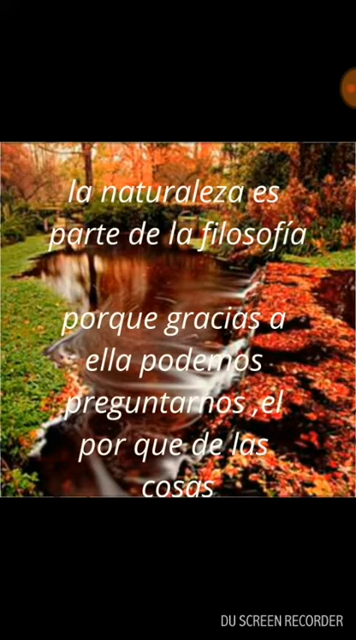 la naturaleza es
parte de la filosofía
porque gracias a
ella podemos
preguntarnos ,el
por que de las
cosas
DU SCREEN RECORDER